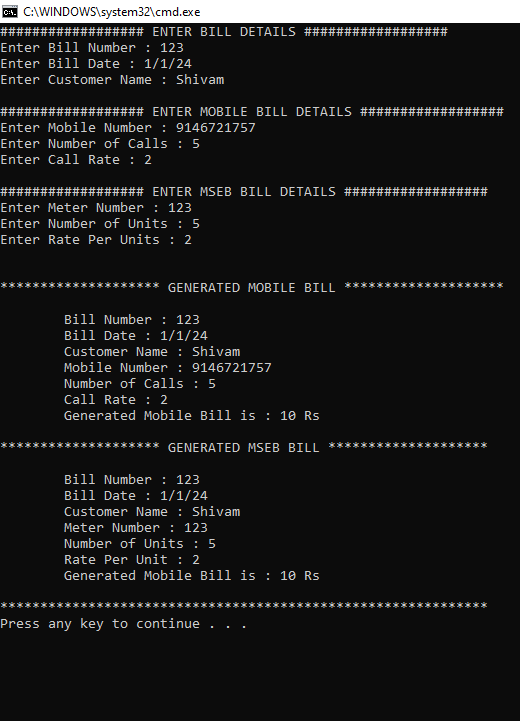 C:\WINDOWS\system32\cmd.exe
################## ENTER BILL DETAILS ##################
Enter Bill Number : 123
Enter Bill Date : 1/1/24
Enter Customer Name : Shivam
################## ENTER MOBILE BILL DETAILS ##################
Enter Mobile Number : 9146721757
Enter Number of Calls : 5
Enter Call Rate : 2
################## ENTER MSEB BILL DETAILS ##################
Enter Meter Number : 123
Enter Number of Units : 5
Enter Rate Per Units : 2
******************** GENERATED MOBILE BILL ********************
Bill Number : 123
Bill Date : 1/1/24
Customer Name : Shivam
Mobile Number : 9146721757
Number of Calls : 5
Call Rate : 2
Generated Mobile Bill is : 10 Rs
******************** GENERATED MSEB BILL ********************
Bill Number : 123
Bill Date : 1/1/24
Customer Name : Shivam
Meter Number : 123
Number of Units : 5
Rate Per Unit : 2
Generated Mobile Bill is : 10 Rs
*************************************************************
Press any key to continue . . .